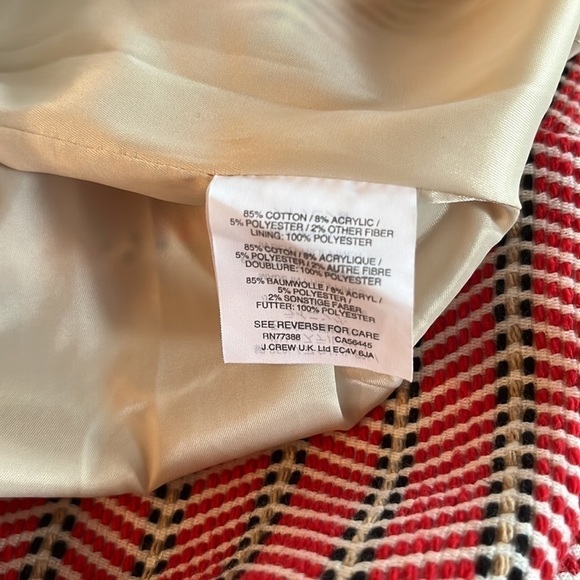 85% COTTON / 8% ACRYLIC /
5% POLYESTER / 2% OTHER FIBER
LINING: 100% POLYESTER
85% COTON / 8% ACRYLIQUE /
5% POLYESTER / 2% AUTRE FIBRE
DOUBLURE: 100% POLYESTER
85% BAUMWOLLE / 8% ACRYL /
5% POLYESTER /
2% SONSTIGE FASER
FUTTER: 100% POLYESTER
SEE REVERSE FOR CARE
RN77388 CA56445
J.CREW U.K. Ltd EC4V 6JA